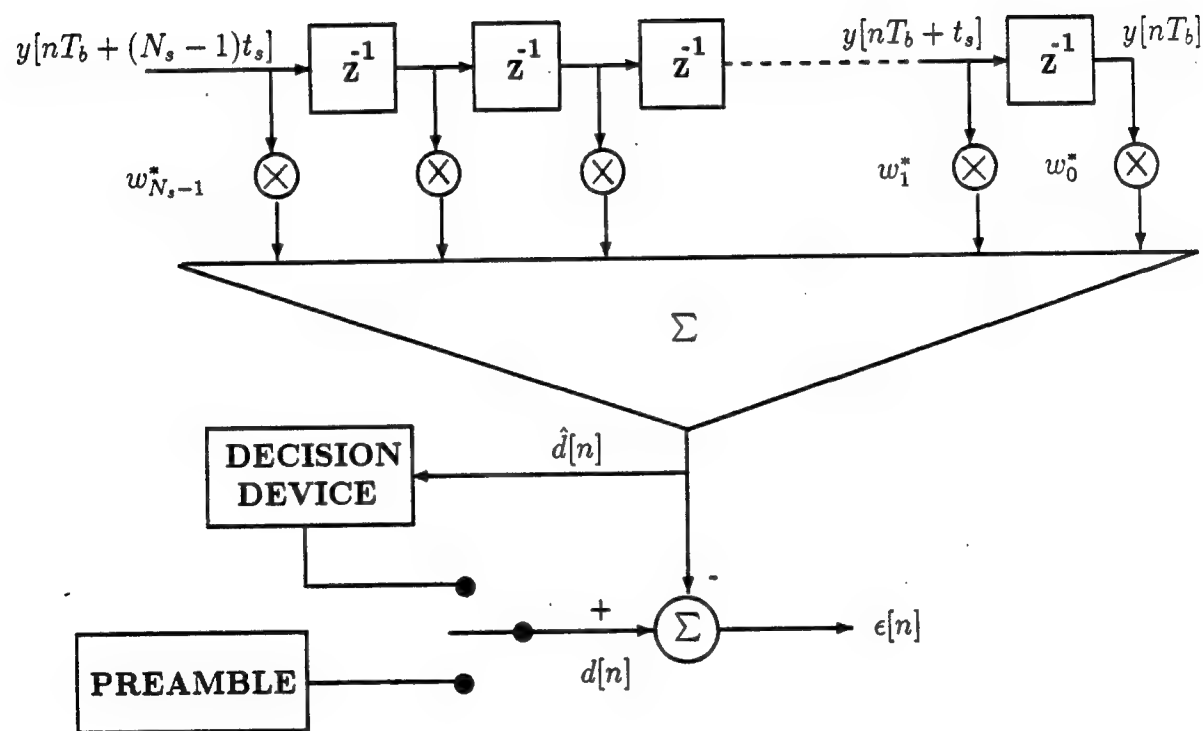 y[nT_b + (N_s − 1)t_s] z^{-1} z^{-1} z^{-1} y[nT_b + t_s] z^{-1} y[nT_b]
w^*_{N_s−1} w^*_1 w^*_0
Σ
d̂[n]
DECISION
DEVICE
-
+
Σ
ϵ[n]
d[n]
PREAMBLE